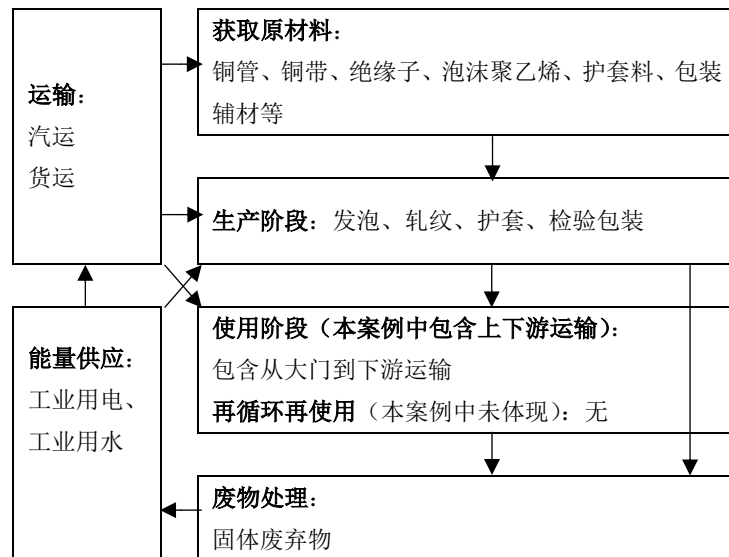 运输：
汽运
货运
获取原材料：
铜管、铜带、绝缘子、泡沫聚乙烯、护套料、包装
辅材等
生产阶段：发泡、轧纹、护套、检验包装
能量供应：
工业用电、
工业用水
使用阶段（本案例中包含上下游运输）：
包含从大门到下游运输
再循环再使用（本案例中未体现）：无
废物处理：
固体废弃物